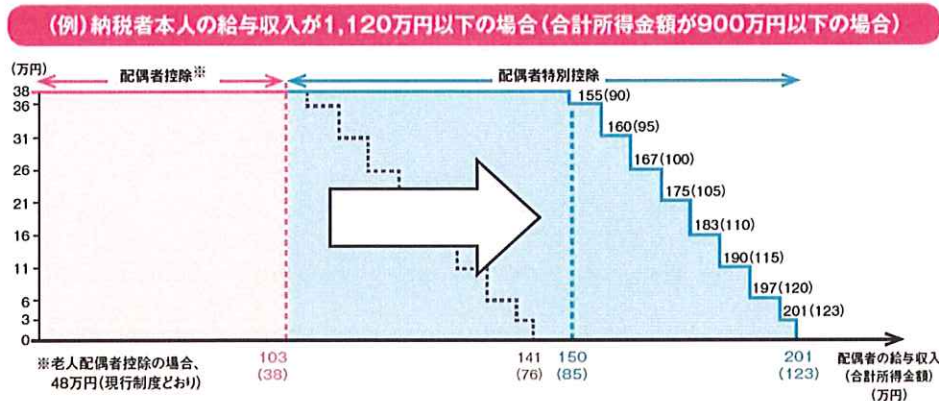 (例)納税者本人の給与収入が1,120万円以下の場合(合計所得金額が900万円以下の場合)
(万円)
配偶者控除※
配偶者特別控除
38
36
31
26
21
16
11
6
3
0
155(90)
160(95)
167(100)
175(105)
183(110)
190(115)
197(120)
201(123)
※老人配偶者控除の場合、
48万円(現行制度どおり)
103
(38)
141
(76)
150
(85)
201
(123)
配偶者の給与収入
(合計所得金額)
(万円)